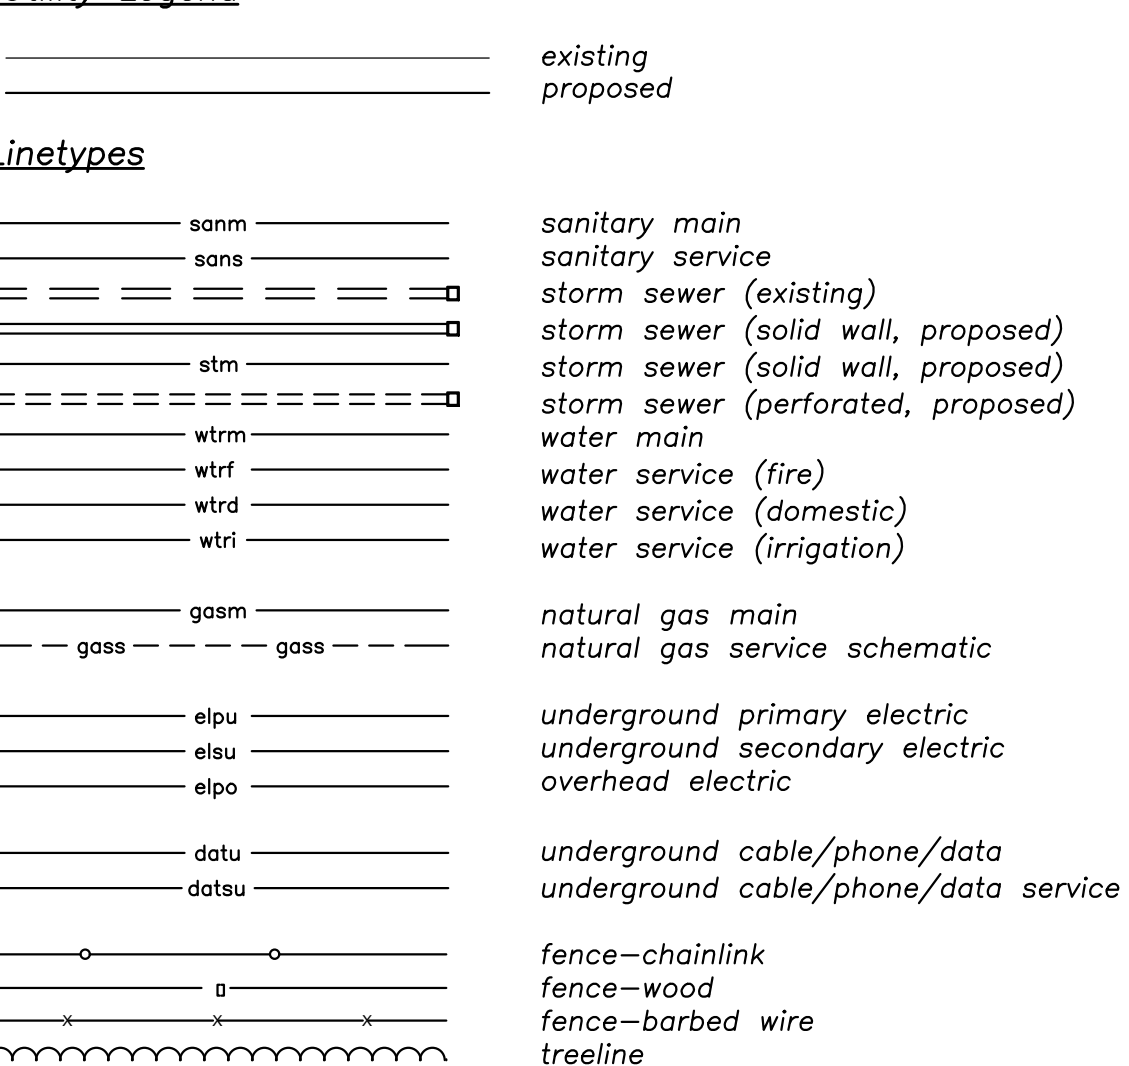 Legend
existing
proposed
Linetypes
sanm sanitary main
sans sanitary service
storm sewer (existing)
storm sewer (solid wall, proposed)
stm storm sewer (solid wall, proposed)
storm sewer (perforated, proposed)
wtrm water main
wtrf water service (fire)
wtrd water service (domestic)
wtri water service (irrigation)
gasm natural gas main
gass gass natural gas service schematic
elpu underground primary electric
elsu underground secondary electric
elpo overhead electric
datu underground cable/phone/data
datsu underground cable/phone/data service
fence-chainlink
fence-wood
x x x fence-barbed wire
treeline